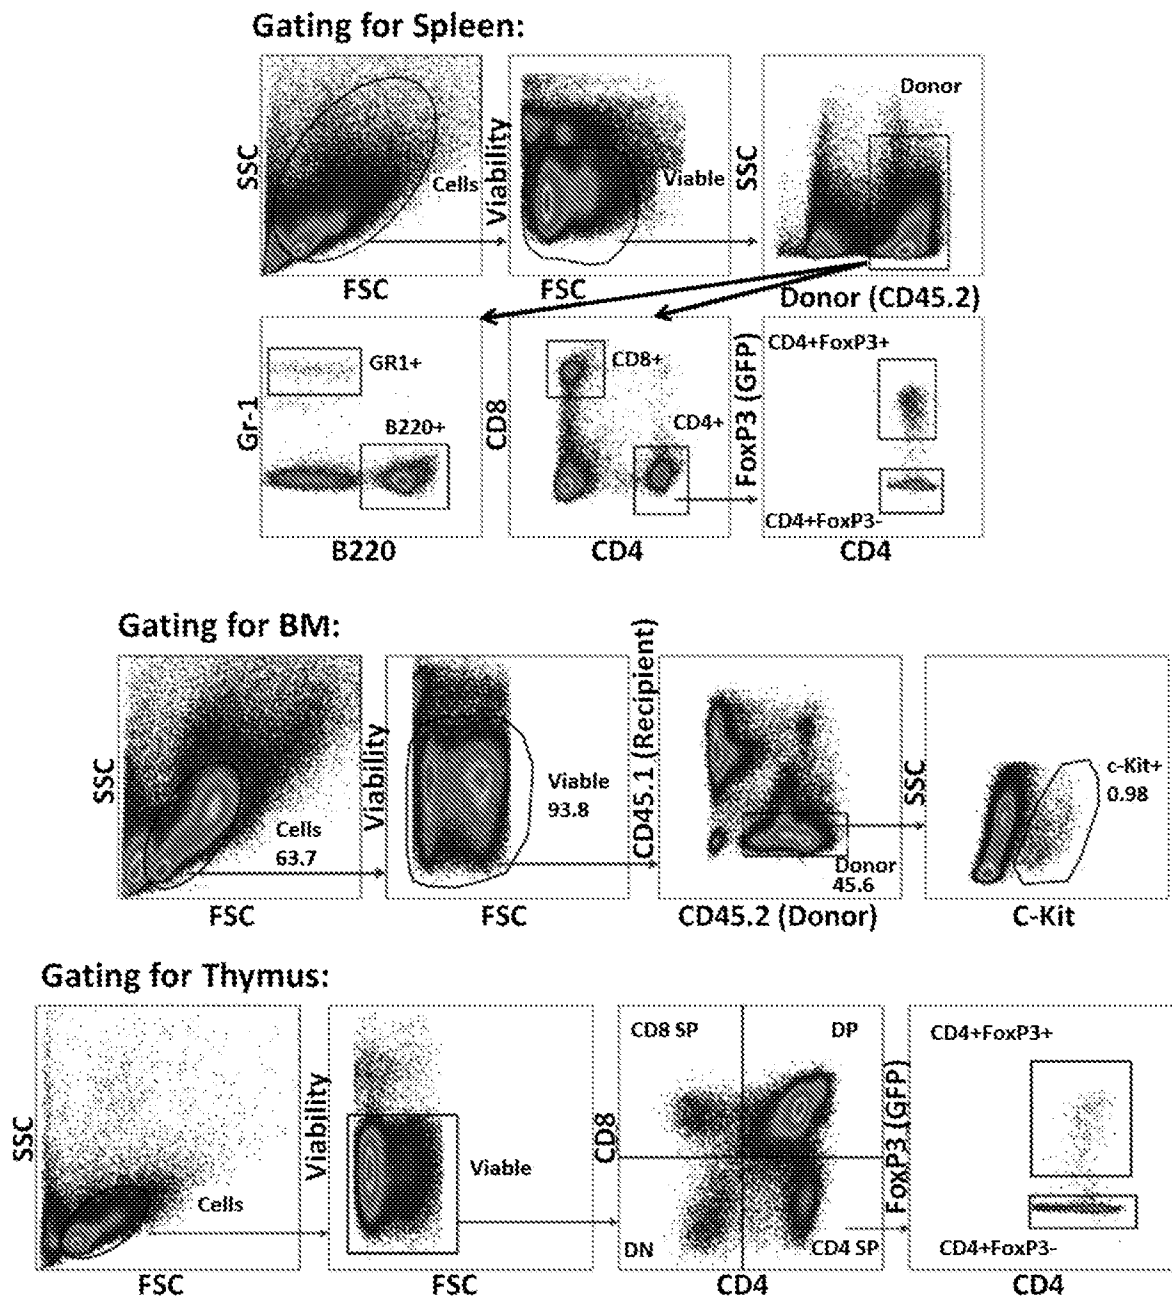 Gating for Spleen:
SSC
Cells
FSC
Viability
Viable
FSC
SSC
Donor
Donor (CD45.2)
Gr-1
GR1+
B220+
B220
CD8
CD8+
CD4+
CD4
FoxP3 (GFP)
CD4+FoxP3+
CD4+FoxP3-
CD4
Gating for BM:
SSC
Cells
63.7
FSC
Viability
Viable
93.8
FSC
CD45.1 (Recipient)
Donor
45.6
CD45.2 (Donor)
SSC
c-Kit+
0.98
C-Kit
Gating for Thymus:
SSC
Cells
FSC
Viability
Viable
FSC
CD8
CD8 SP
DP
DN
CD4 SP
CD4
FoxP3 (GFP)
CD4+FoxP3+
CD4+FoxP3-
CD4